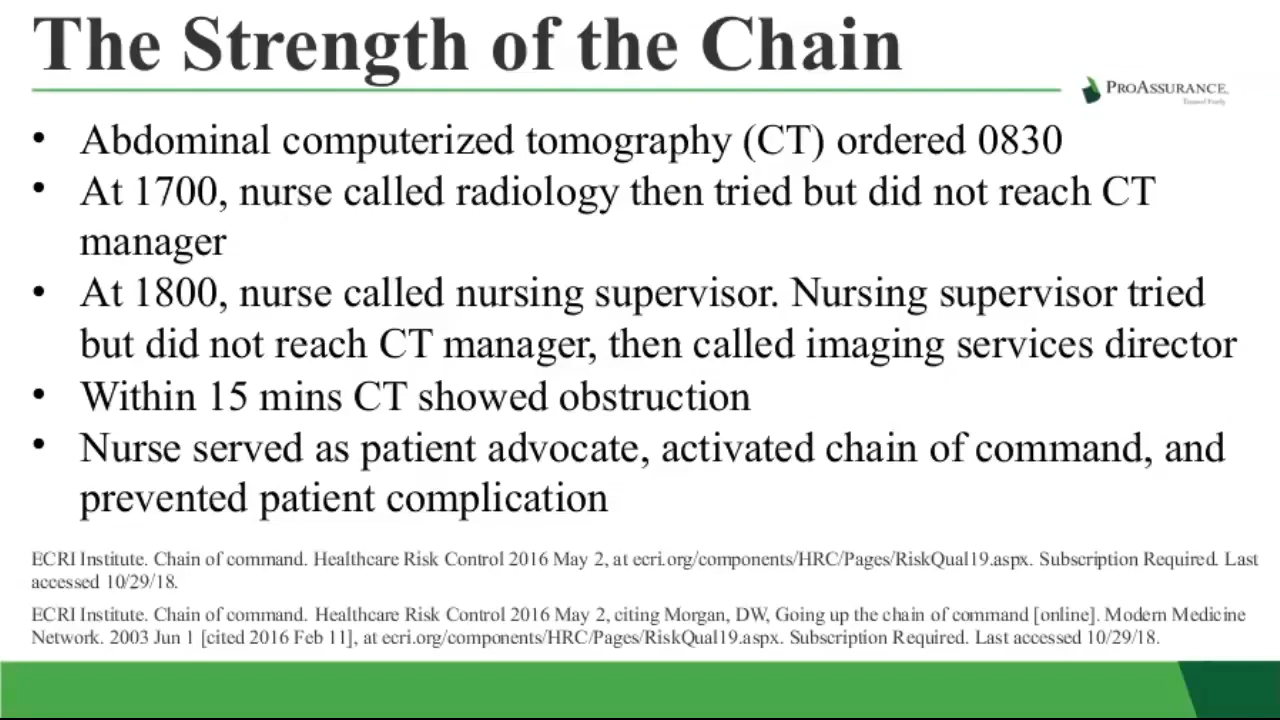 The Strength of the Chain
PROASSURANCE.
Treated Fairly
• Abdominal computerized tomography (CT) ordered 0830
• At 1700, nurse called radiology then tried but did not reach CT
manager
• At 1800, nurse called nursing supervisor. Nursing supervisor tried
but did not reach CT manager, then called imaging services director
• Within 15 mins CT showed obstruction
• Nurse served as patient advocate, activated chain of command, and
prevented patient complication
ECRI Institute. Chain of command. Healthcare Risk Control 2016 May 2, at ecri.org/components/HRC/Pages/RiskQual19.aspx. Subscription Required. Last
accessed 10/29/18.
ECRI Institute. Chain of command. Healthcare Risk Control 2016 May 2, citing Morgan, DW, Going up the chain of command [online]. Modern Medicine
Network. 2003 Jun 1 [cited 2016 Feb 11], at ecri.org/components/HRC/Pages/RiskQual19.aspx. Subscription Required. Last accessed 10/29/18.